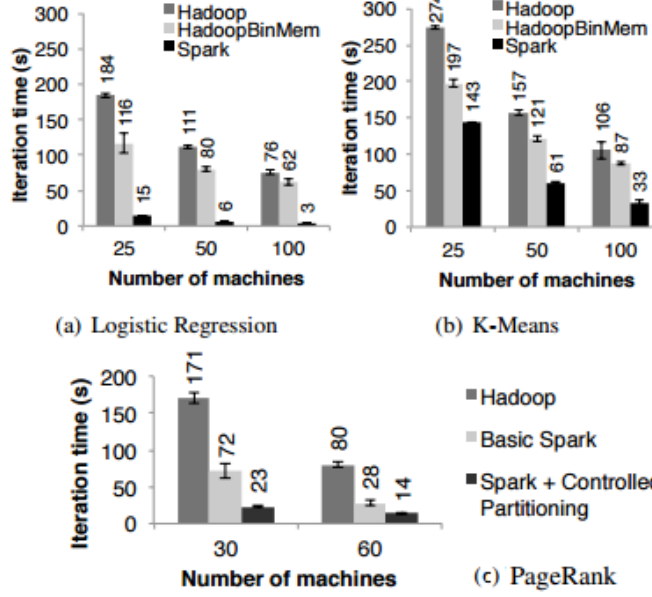 Hadoop
HadoopBinMem
Spark
Iteration time (s)
300
250
200
150
100
50
0
184
116
15
111
80
6
76
62
3
25 50 100
Number of machines
(a) Logistic Regression
Hadoop
HadoopBinMem
Spark
Iteration time (s)
300
250
200
150
100
50
0
274
197
143
157
121
61
106
87
33
25 50 100
Number of machines
(b) K-Means
Iteration time (s)
200
150
100
50
0
171
72
23
80
28
14
30 60
Number of machines
Hadoop
Basic Spark
Spark + Controlled
Partitioning
(c) PageRank